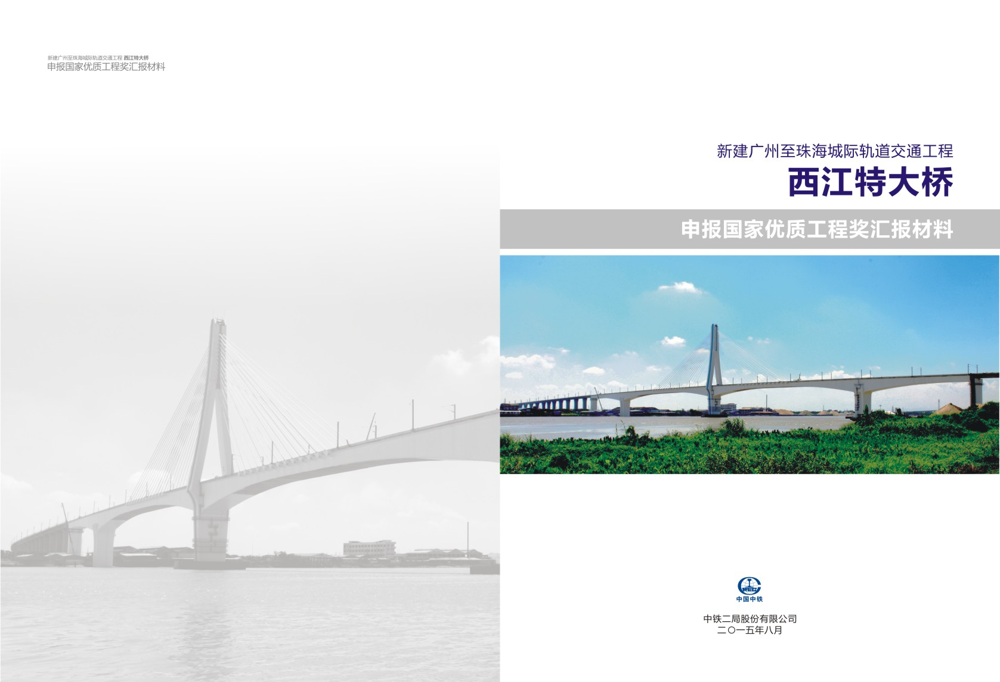 新建广州至珠海城际轨道交通工程 西江特大桥
申报国家优质工程奖汇报材料
新建广州至珠海城际轨道交通工程
西江特大桥
申报国家优质工程奖汇报材料
CREC
中国中铁
中铁二局股份有限公司
二〇一五年八月